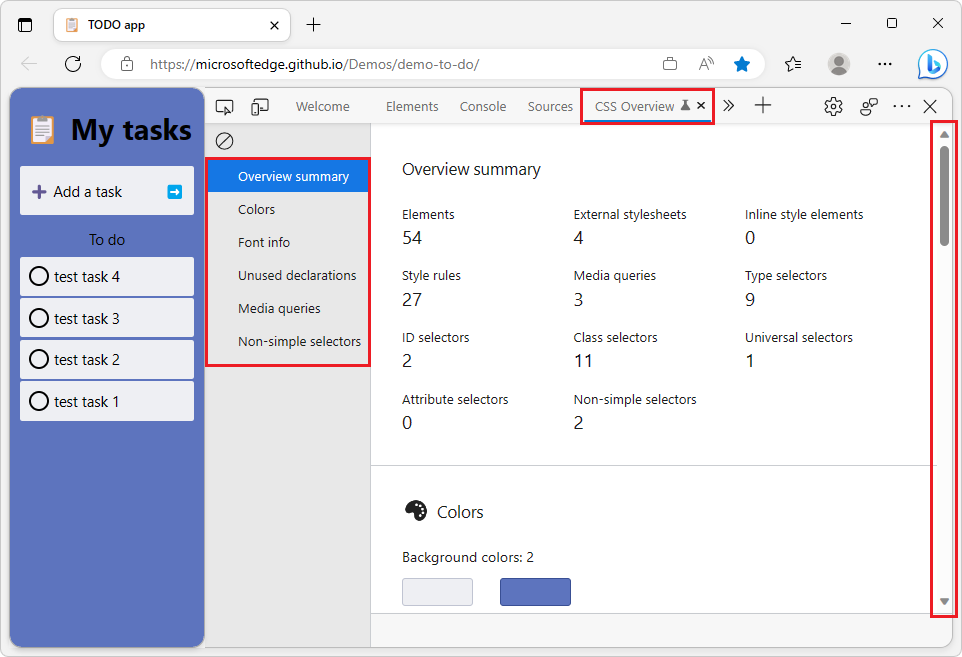 TODO app
https://microsoftedge.github.io/Demos/demo-to-do/
My tasks
Add a task
To do
test task 4
test task 3
test task 2
test task 1
Welcome Elements Console Sources CSS Overview
Overview summary
Colors
Font info
Unused declarations
Media queries
Non-simple selectors
Overview summary
Elements External stylesheets Inline style elements
54 4 0
Style rules Media queries Type selectors
27 3 9
ID selectors Class selectors Universal selectors
2 11 1
Attribute selectors Non-simple selectors
0 2
Colors
Background colors: 2